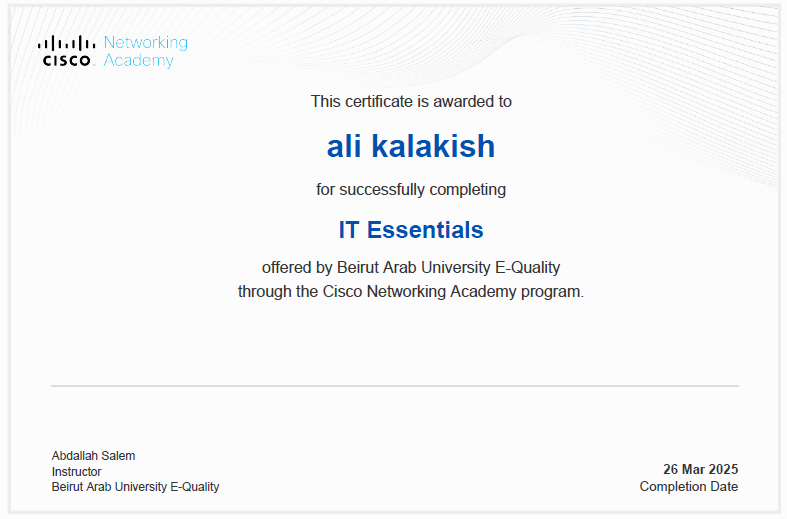 CISCO
Networking
Academy
This certificate is awarded to
ali kalakish
for successfully completing
IT Essentials
offered by Beirut Arab University E-Quality
through the Cisco Networking Academy program.
Abdallah Salem
Instructor
Beirut Arab University E-Quality
26 Mar 2025
Completion Date